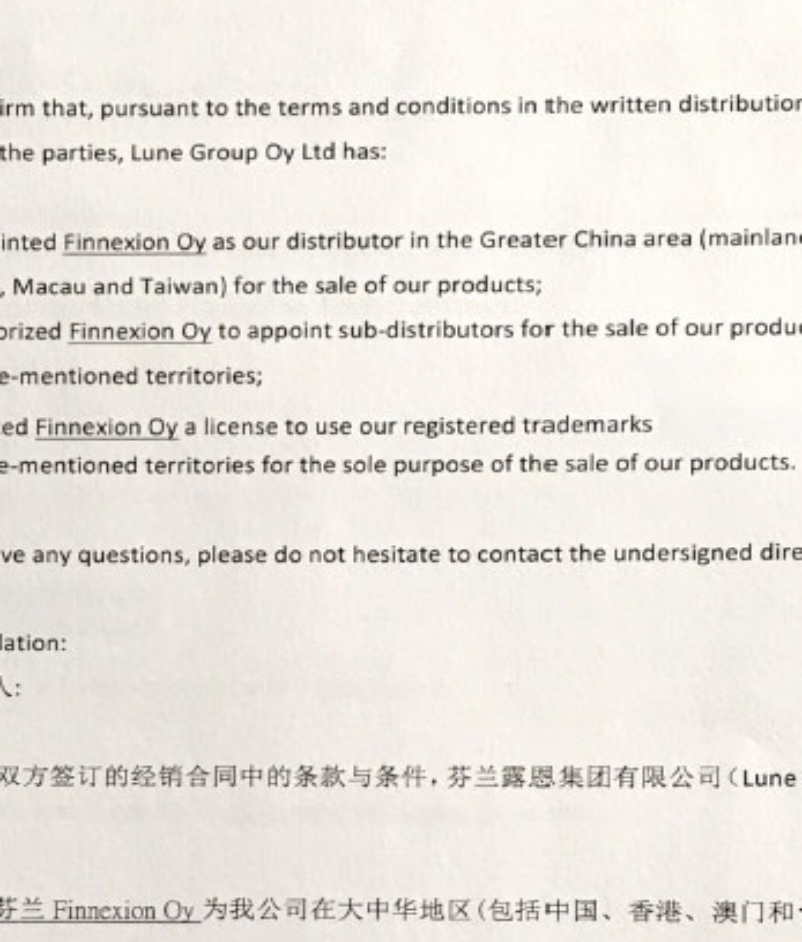 irm that, pursuant to the terms and conditions in the written distribution
the parties, Lune Group Oy Ltd has:
inted Finnexion Oy as our distributor in the Greater China area (mainland
, Macau and Taiwan) for the sale of our products;
orized Finnexion Oy to appoint sub-distributors for the sale of our produc
e-mentioned territories;
ed Finnexion Oy a license to use our registered trademarks
e-mentioned territories for the sole purpose of the sale of our products.
ve any questions, please do not hesitate to contact the undersigned dire
lation:
人:
双方签订的经销合同中的条款与条件，芬兰露恩集团有限公司（Lune
芬兰 Finnexion Oy 为我公司在大中华地区(包括中国、香港、澳门和